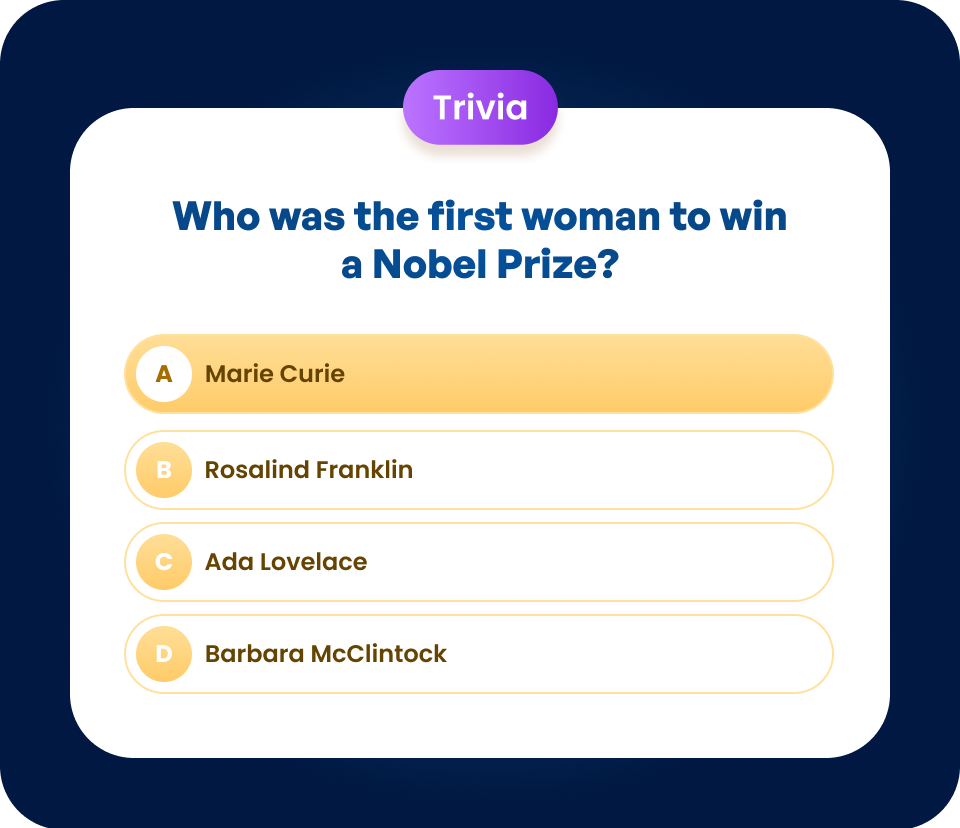 Trivia
Who was the first woman to win
a Nobel Prize?
A Marie Curie
B Rosalind Franklin
C Ada Lovelace
D Barbara McClintock